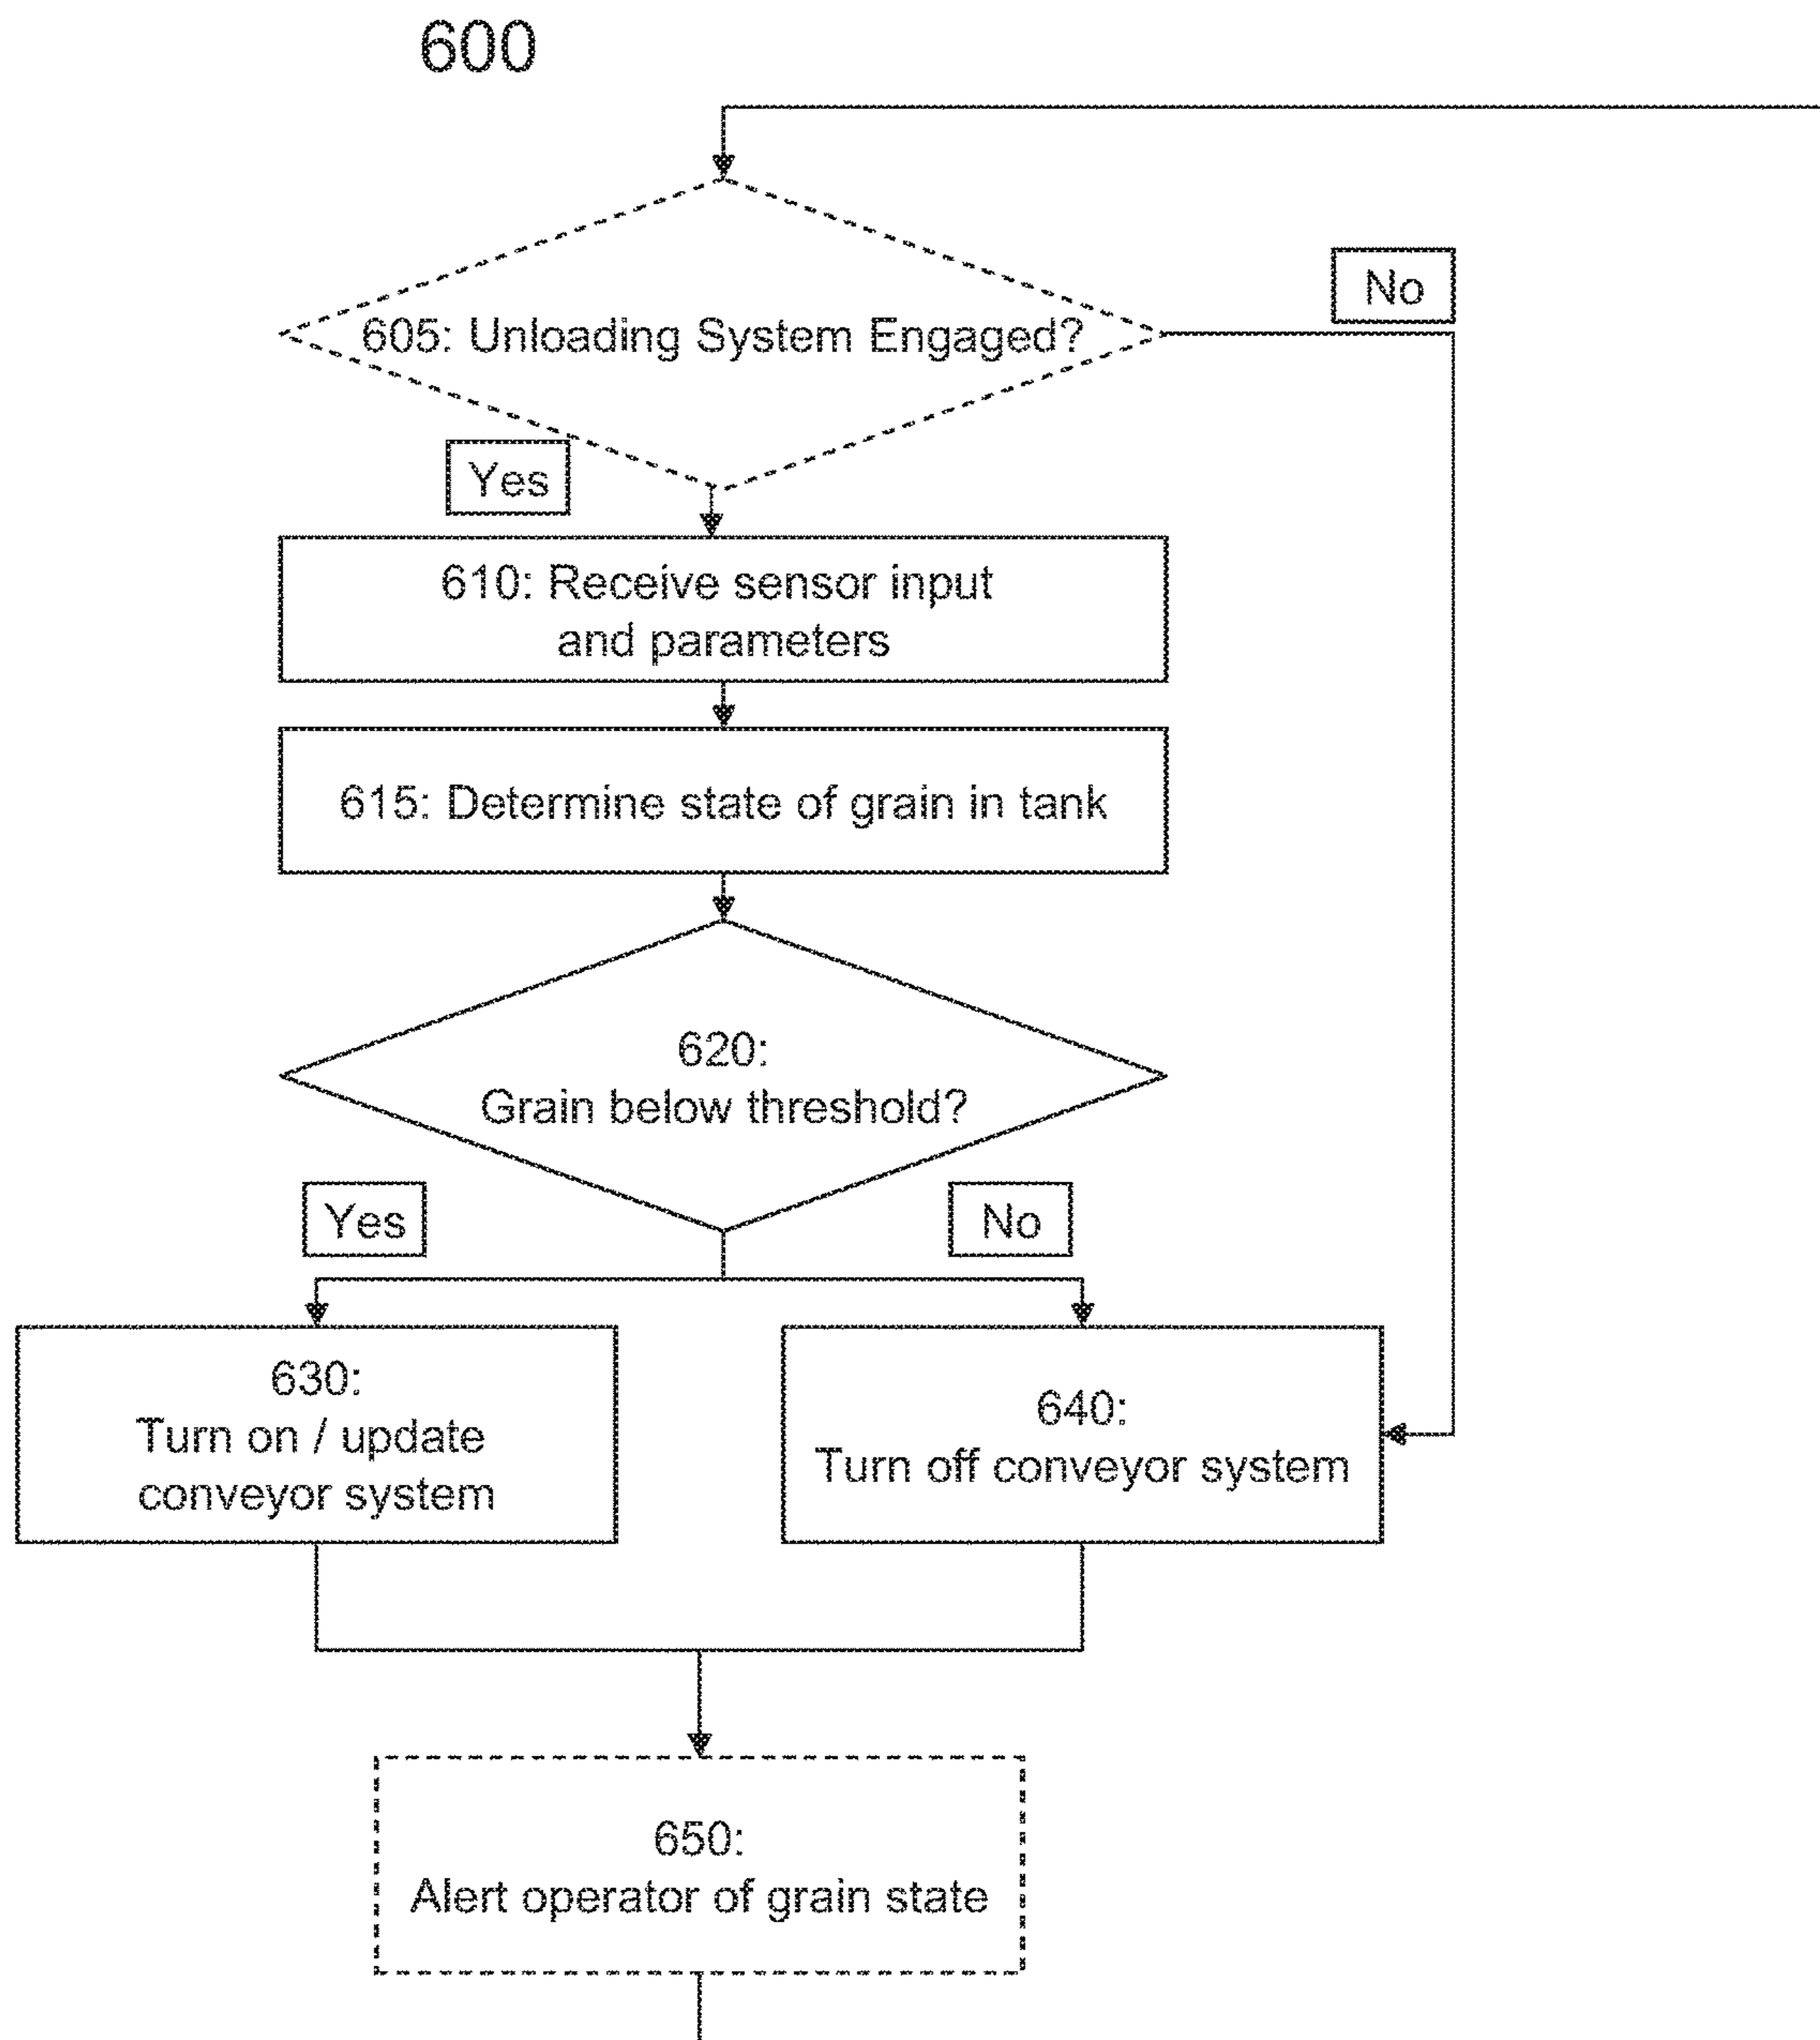 600
605: Unloading System Engaged?
No
Yes
610: Receive sensor input
and parameters
615: Determine state of grain in tank
620:
Grain below threshold?
Yes
No
630:
Turn on / update
conveyor system
640:
Turn off conveyor system
650:
Alert operator of grain state